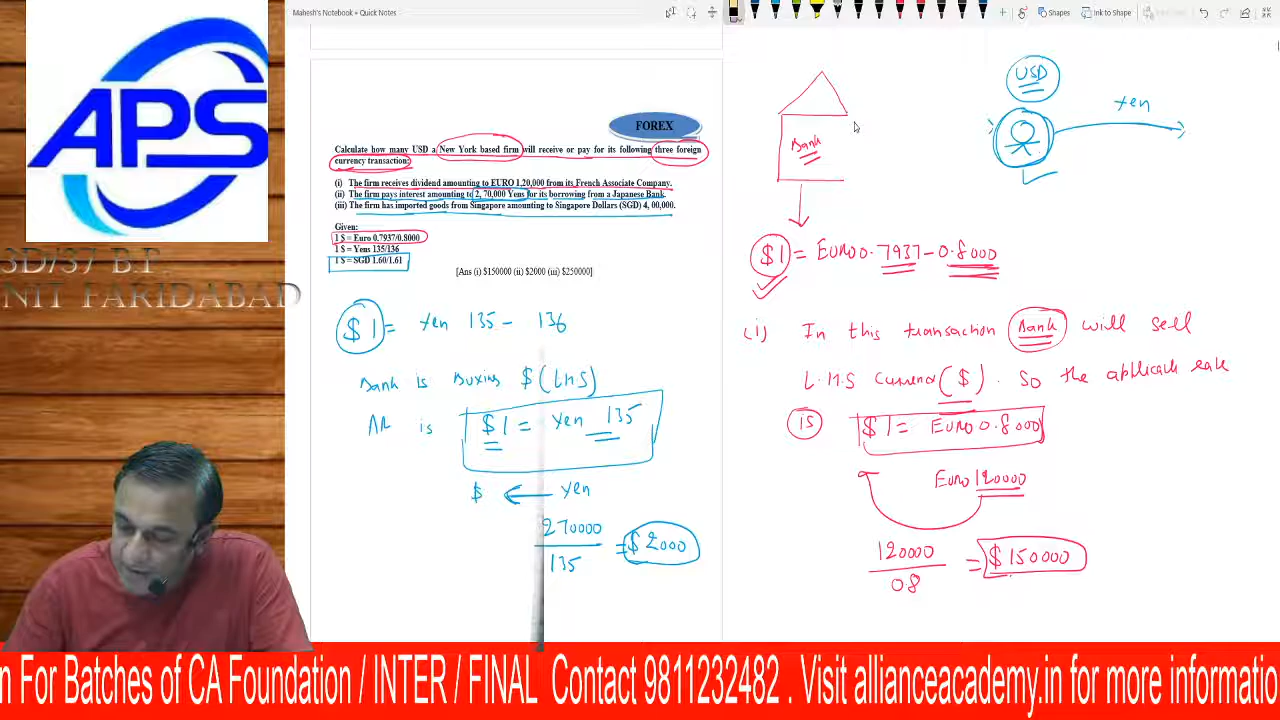 APS
3D/37 B.P.
NIT FARIDABAD
Mahesh's Notebook + Quick Notes
Shapes
Ink to Shape
FOREX
Calculate how many USD a New York based firm will receive or pay for its following three foreign
currency transaction:
(i) The firm receives dividend amounting to EURO 1,20,000 from its French Associate Company.
(ii) The firm pays interest amounting to 2, 70,000 Yens for its borrowing from a Japanese Bank.
(iii) The firm has imported goods from Singapore amounting to Singapore Dollars (SGD) 4, 00,000.
Given:
1 $ = Euro 0.7937/0.8000
1 $ = Yens 135/136
1 $ = SGD 1.60/1.61
[Ans (i) $150000 (ii) $2000 (iii) $250000]
$1 = Yen 135 - 136
Bank is Buying $ (LHS)
AR is $1 = Yen 135
$ ← Yen
270000
135
= $2000
Bank
USD
Yen
$1 = EURO 0.7937 - 0.8000
(i) In this transaction Bank will sell
L.H.S currency ($). So the applicable rate
is $1 = EURO 0.8000
EURO 120000
120000
0.8
= $150000
n For Batches of CA Foundation / INTER / FINAL Contact 9811232482 . Visit allianceacademy.in for more informatio